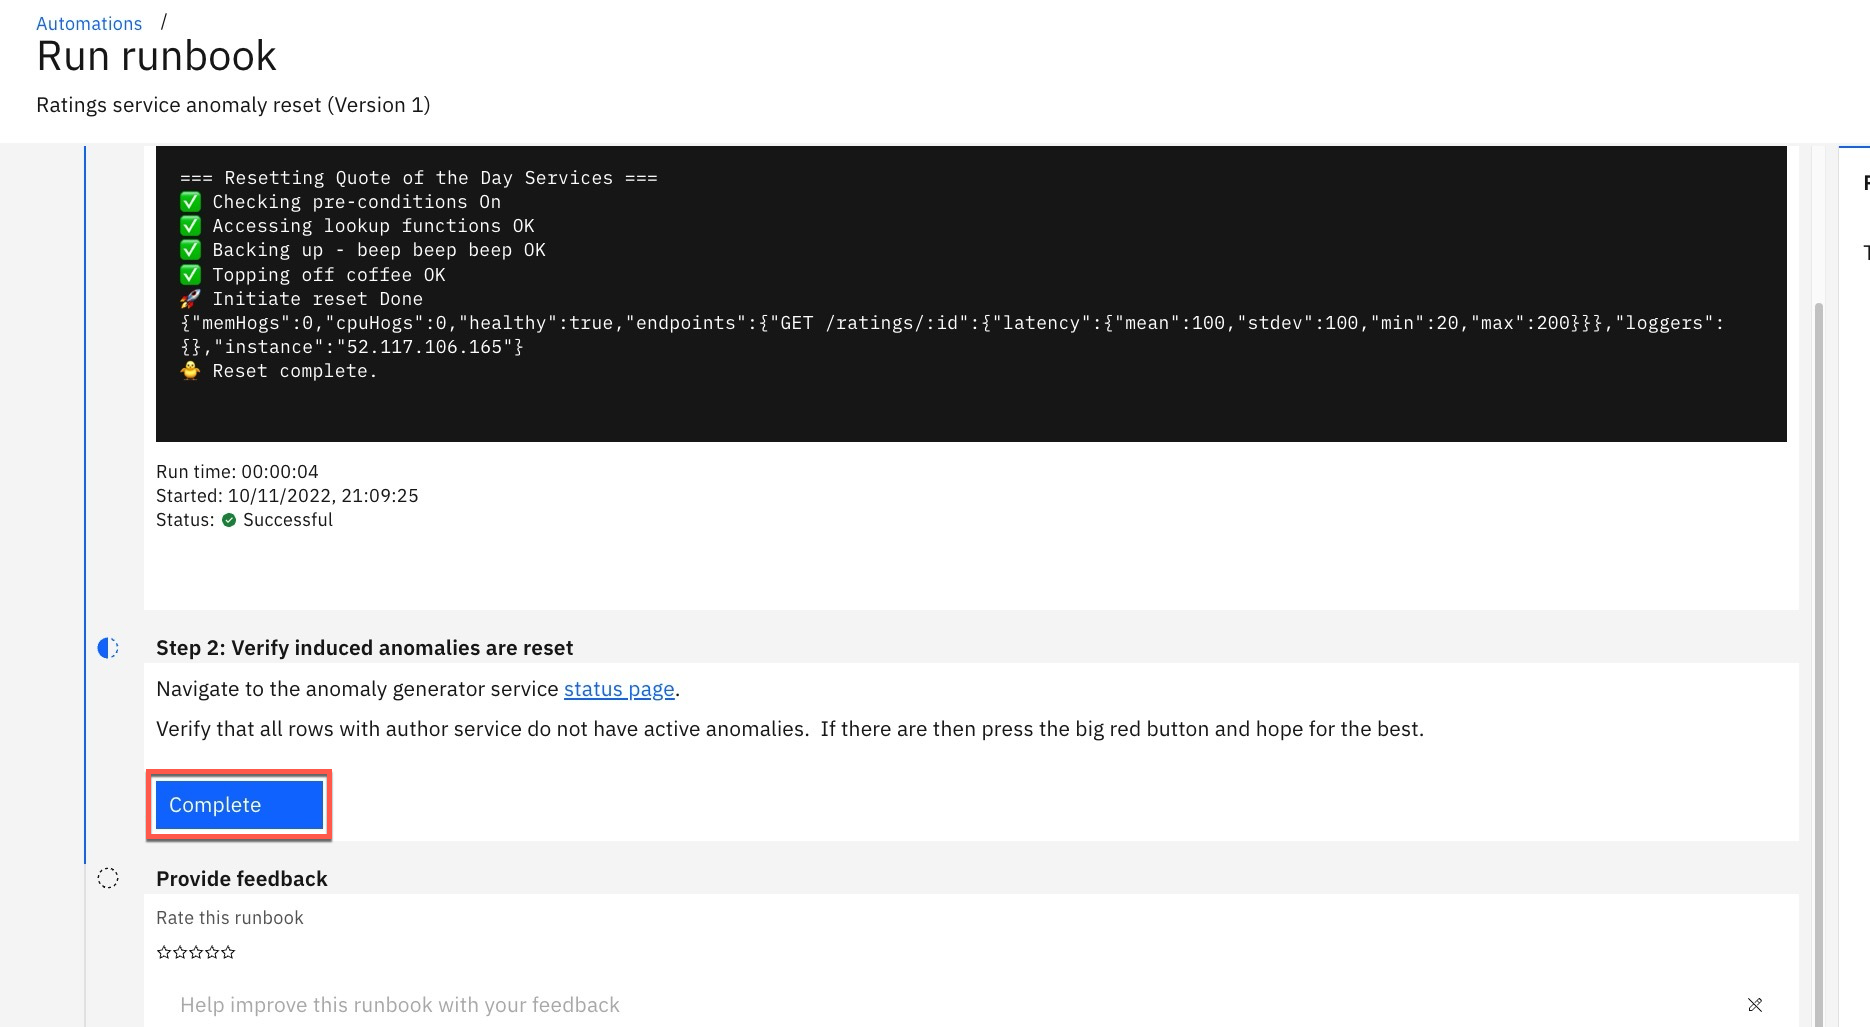 Automations /
Run runbook
Ratings service anomaly reset (Version 1)
=== Resetting Quote of the Day Services ===
✅ Checking pre-conditions On
✅ Accessing lookup functions OK
✅ Backing up - beep beep beep OK
✅ Topping off coffee OK
🚀 Initiate reset Done
{"memHogs":0,"cpuHogs":0,"healthy":true,"endpoints":{"GET /ratings/:id":{"latency":{"mean":100,"stdev":100,"min":20,"max":200}}},"loggers":
{},"instance":"52.117.106.165"}
🐥 Reset complete.
Run time: 00:00:04
Started: 10/11/2022, 21:09:25
Status: Successful
Step 2: Verify induced anomalies are reset
Navigate to the anomaly generator service status page.
Verify that all rows with author service do not have active anomalies.  If there are then press the big red button and hope for the best.
Complete
Provide feedback
Rate this runbook
Help improve this runbook with your feedback